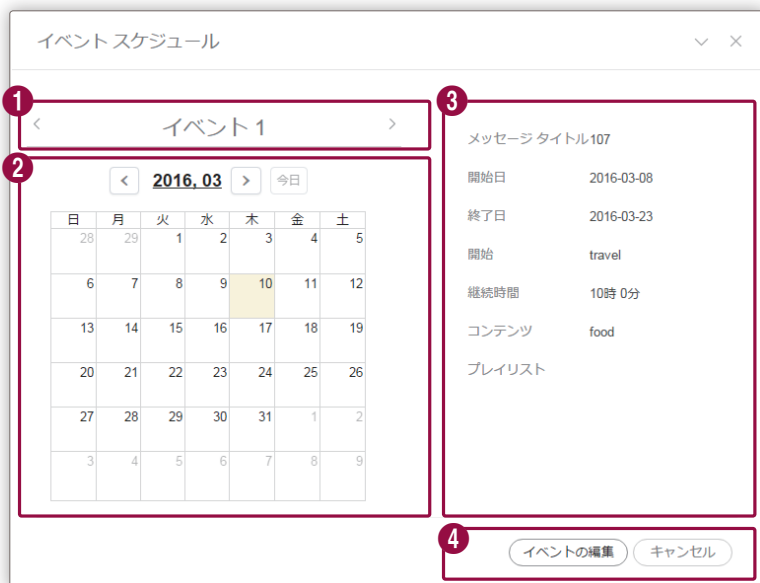 イベント スケジュール
1
イベント 1
2
2016, 03 今日
日 月 火 水 木 金 土
28 29 1 2 3 4 5
6 7 8 9 10 11 12
13 14 15 16 17 18 19
20 21 22 23 24 25 26
27 28 29 30 31 1 2
3 4 5 6 7 8 9
3
メッセージ タイトル107
開始日 2016-03-08
終了日 2016-03-23
開始 travel
継続時間 10時 0分
コンテンツ food
プレイリスト
4
イベントの編集 キャンセル